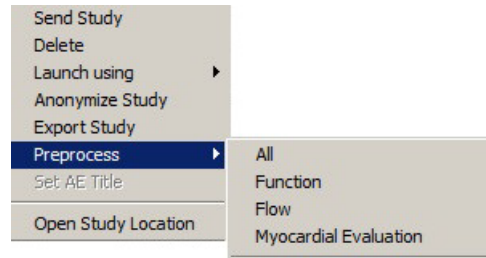 Send Study
Delete
Launch using
Anonymize Study
Export Study
Preprocess
Set AE Title
Open Study Location
All
Function
Flow
Myocardial Evaluation